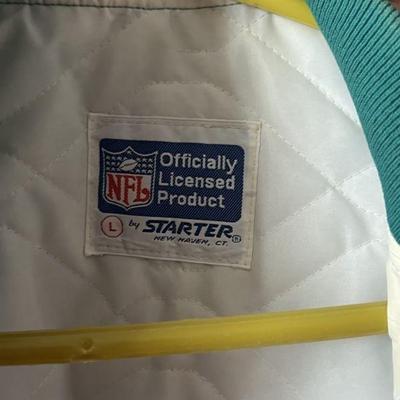 NFL
Officially
Licensed
Product
L by STARTER®
NEW HAVEN, CT.